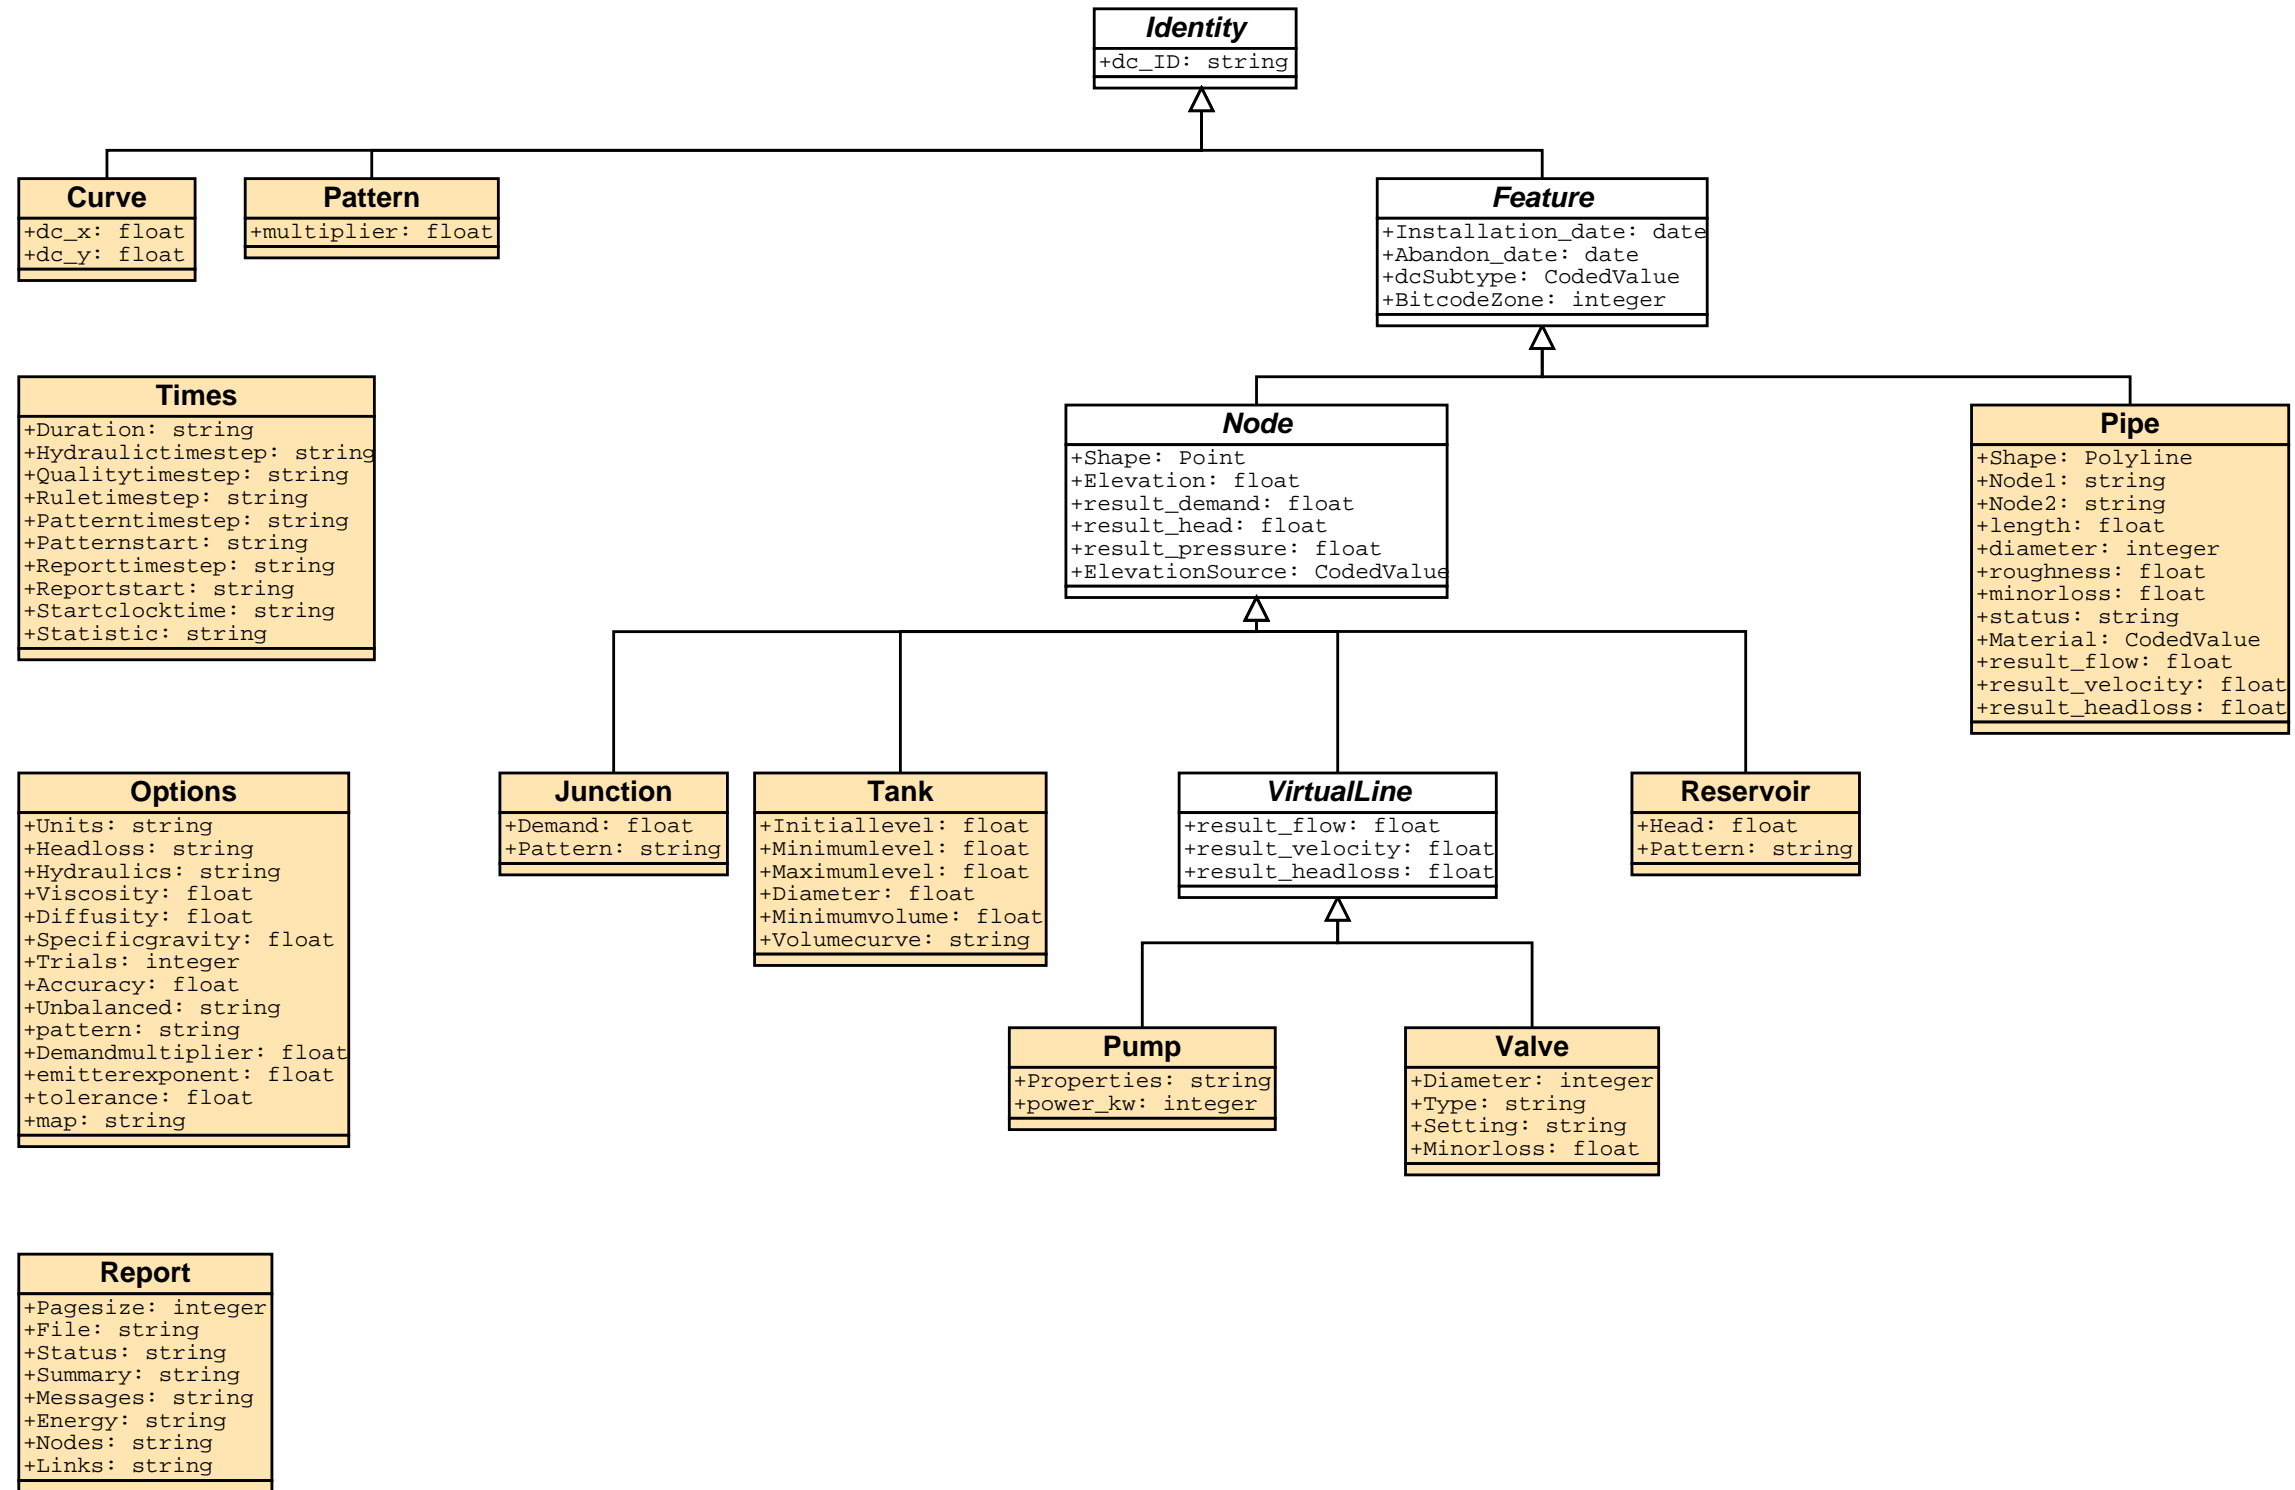 Identity
+dc_ID: string
Curve
+dc_x: float
+dc_y: float
Pattern
+multiplier: float
Feature
+Installation_date: date
+Abandon_date: date
+dcSubtype: CodedValue
+BitcodeZone: integer
Times
+Duration: string
+Hydraulictimestep: string
+Qualitytimestep: string
+Ruletimestep: string
+Patterntimestep: string
+Patternstart: string
+Reporttimestep: string
+Reportstart: string
+Startclocktime: string
+Statistic: string
Node
+Shape: Point
+Elevation: float
+result_demand: float
+result_head: float
+result_pressure: float
+ElevationSource: CodedValue
Pipe
+Shape: Polyline
+Node1: string
+Node2: string
+length: float
+diameter: integer
+roughness: float
+minorloss: float
+status: string
+Material: CodedValue
+result_flow: float
+result_velocity: float
+result_headloss: float
Options
+Units: string
+Headloss: string
+Hydraulics: string
+Viscosity: float
+Diffusity: float
+Specificgravity: float
+Trials: integer
+Accuracy: float
+Unbalanced: string
+pattern: string
+Demandmultiplier: float
+emitterexponent: float
+tolerance: float
+map: string
Junction
+Demand: float
+Pattern: string
Tank
+Initiallevel: float
+Minimumlevel: float
+Maximumlevel: float
+Diameter: float
+Minimumvolume: float
+Volumecurve: string
VirtualLine
+result_flow: float
+result_velocity: float
+result_headloss: float
Reservoir
+Head: float
+Pattern: string
Pump
+Properties: string
+power_kw: integer
Valve
+Diameter: integer
+Type: string
+Setting: string
+Minorloss: float
Report
+Pagesize: integer
+File: string
+Status: string
+Summary: string
+Messages: string
+Energy: string
+Nodes: string
+Links: string